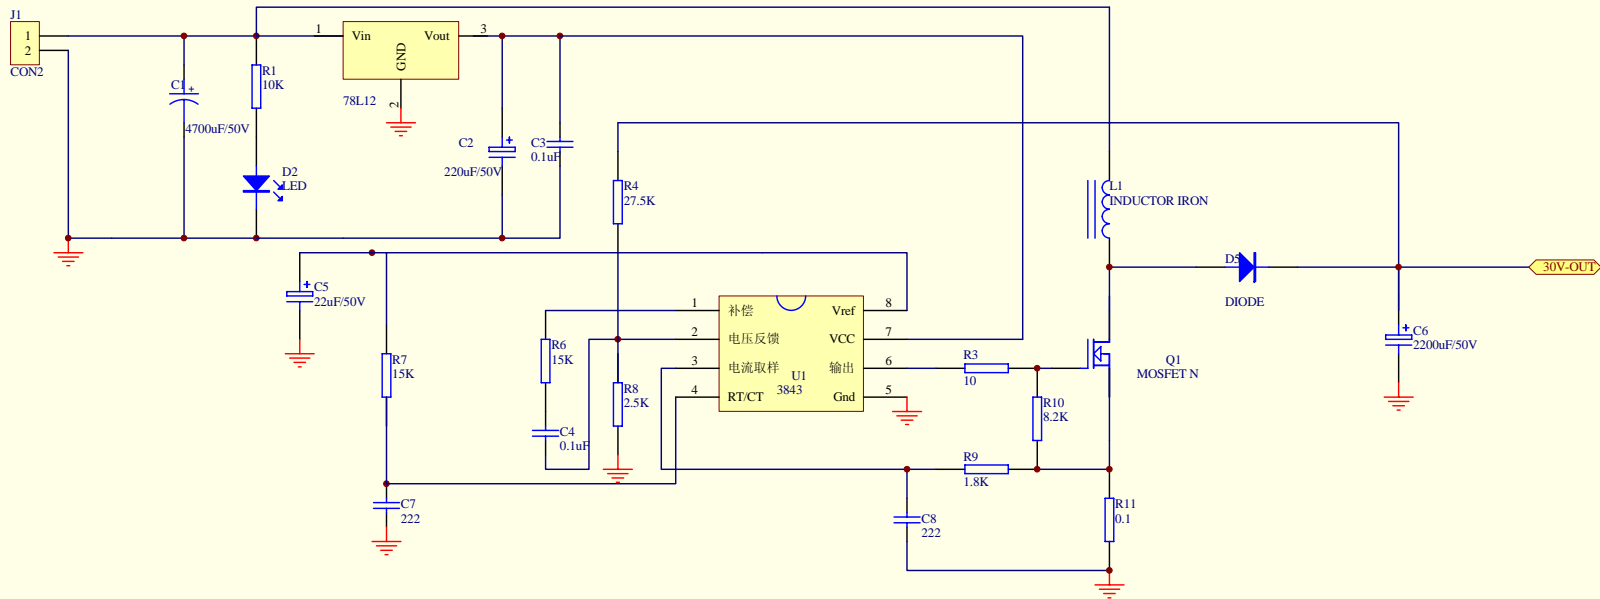 J1
1
2
CON2
C1
4700uF/50V
R1
10K
D2
LED
1
Vin
Vout
3
GND
2
78L12
C2
220uF/50V
C3
0.1uF
R4
27.5K
L1
INDUCTOR IRON
D5
DIODE
30V-OUT
C6
2200uF/50V
C5
22uF/50V
R7
15K
R6
15K
C4
0.1uF
R8
2.5K
1
补偿
Vref
8
2
电压反馈
VCC
7
3
电流取样
输出
6
4
RT/CT
Gnd
5
U1
3843
R3
10
Q1
MOSFET N
R10
8.2K
R9
1.8K
C7
222
C8
222
R11
0.1